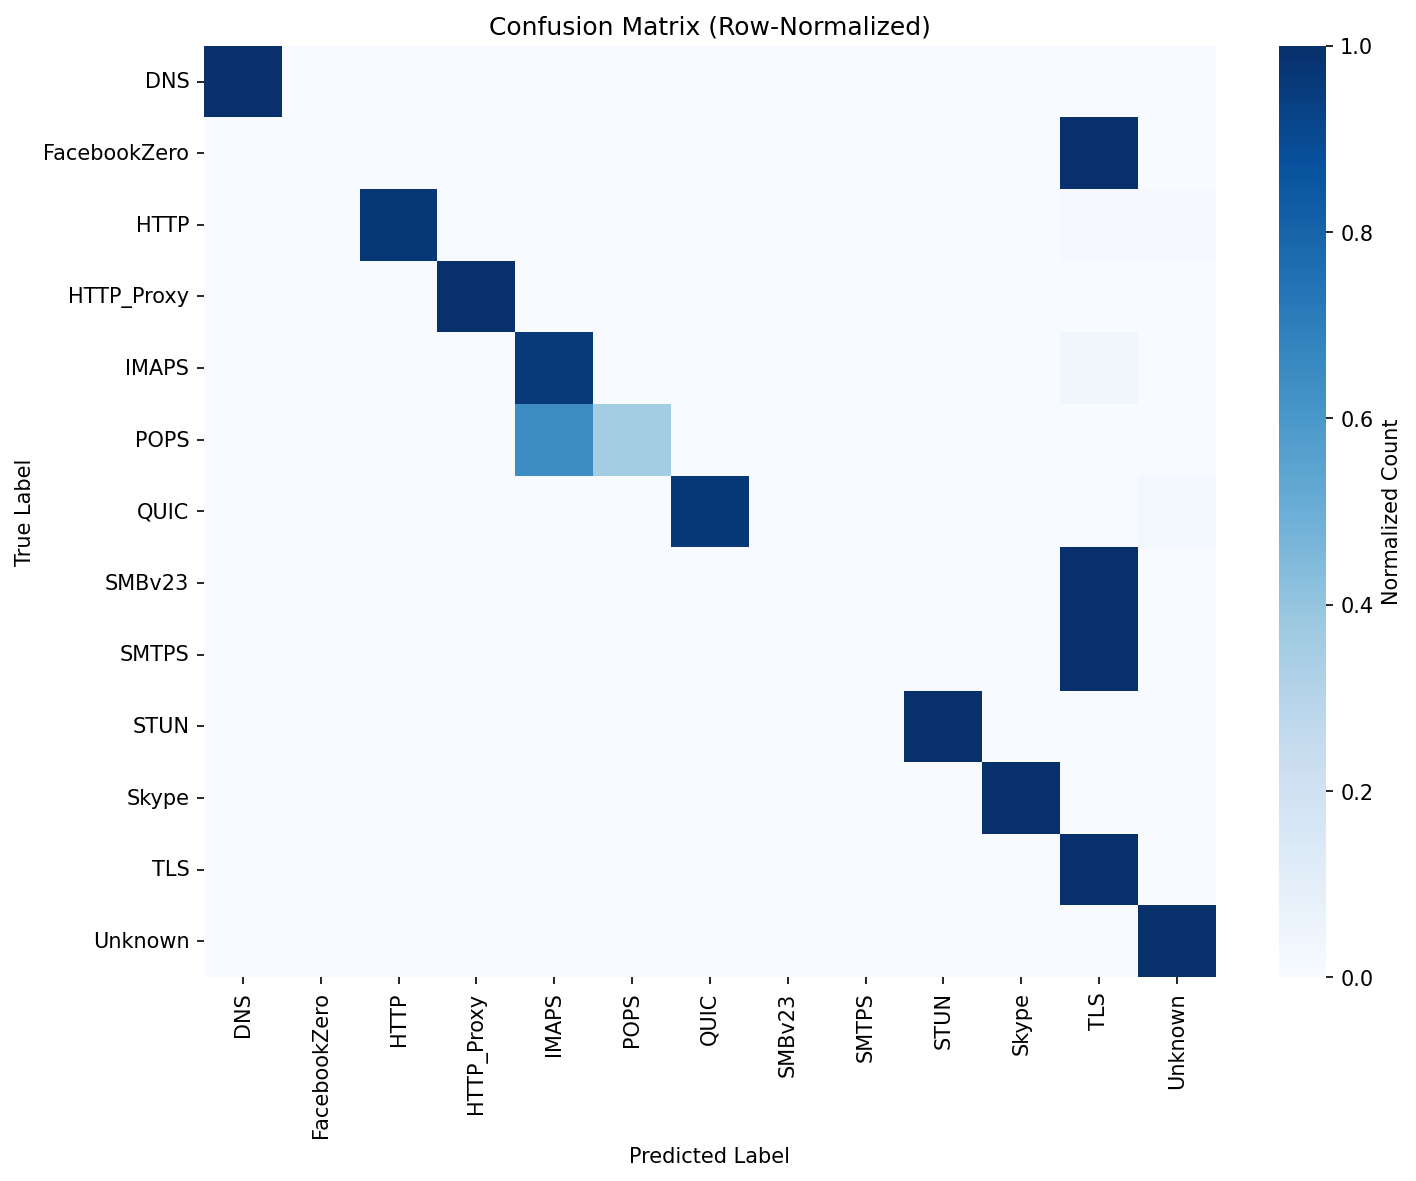 Confusion Matrix (Row-Normalized)
True Label
DNS
FacebookZero
HTTP
HTTP_Proxy
IMAPS
POPS
QUIC
SMBv23
SMTPS
STUN
Skype
TLS
Unknown
DNS
FacebookZero
HTTP
HTTP_Proxy
IMAPS
POPS
QUIC
SMBv23
SMTPS
STUN
Skype
TLS
Unknown
Predicted Label
1.0
0.8
0.6
0.4
0.2
0.0
Normalized Count